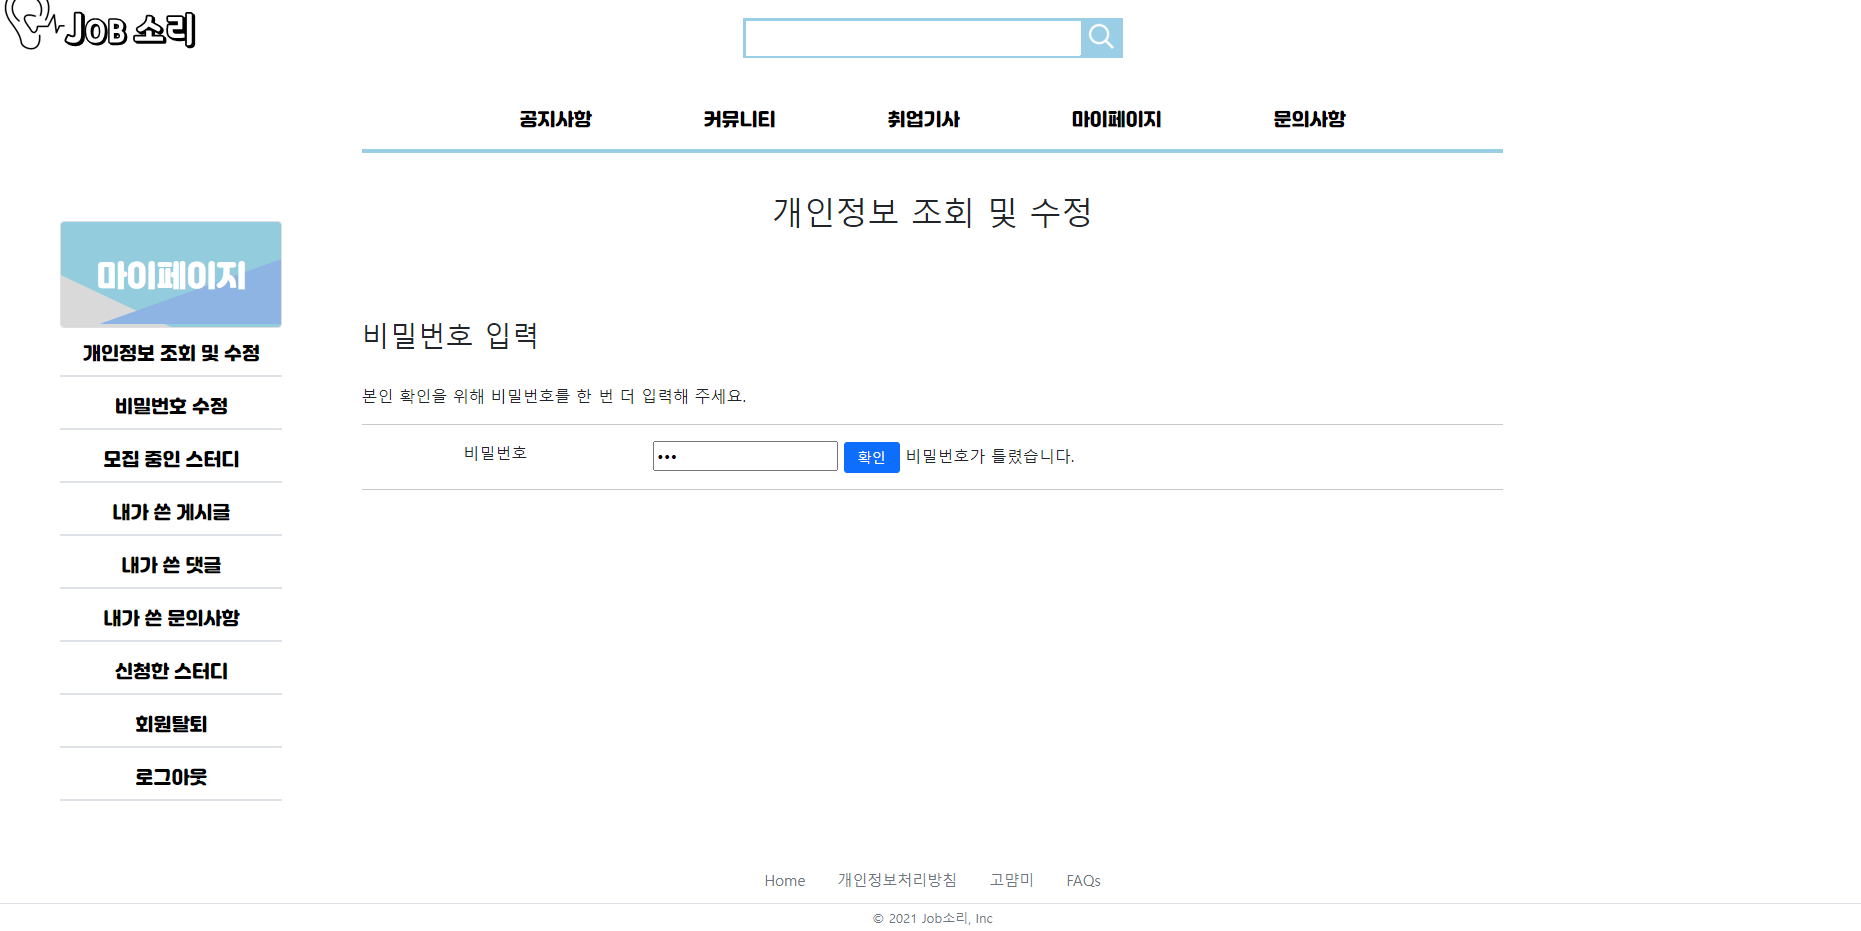 JOB 소리
공지사항 커뮤니티 취업기사 마이페이지 문의사항
개인정보 조회 및 수정
마이페이지
개인정보 조회 및 수정
비밀번호 수정
모집 중인 스터디
내가 쓴 게시글
내가 쓴 댓글
내가 쓴 문의사항
신청한 스터디
회원탈퇴
로그아웃
비밀번호 입력
본인 확인을 위해 비밀번호를 한 번 더 입력해 주세요.
비밀번호 ••• 확인 비밀번호가 틀렸습니다.
Home 개인정보처리방침 고먐미 FAQs
© 2021 Job소리, Inc